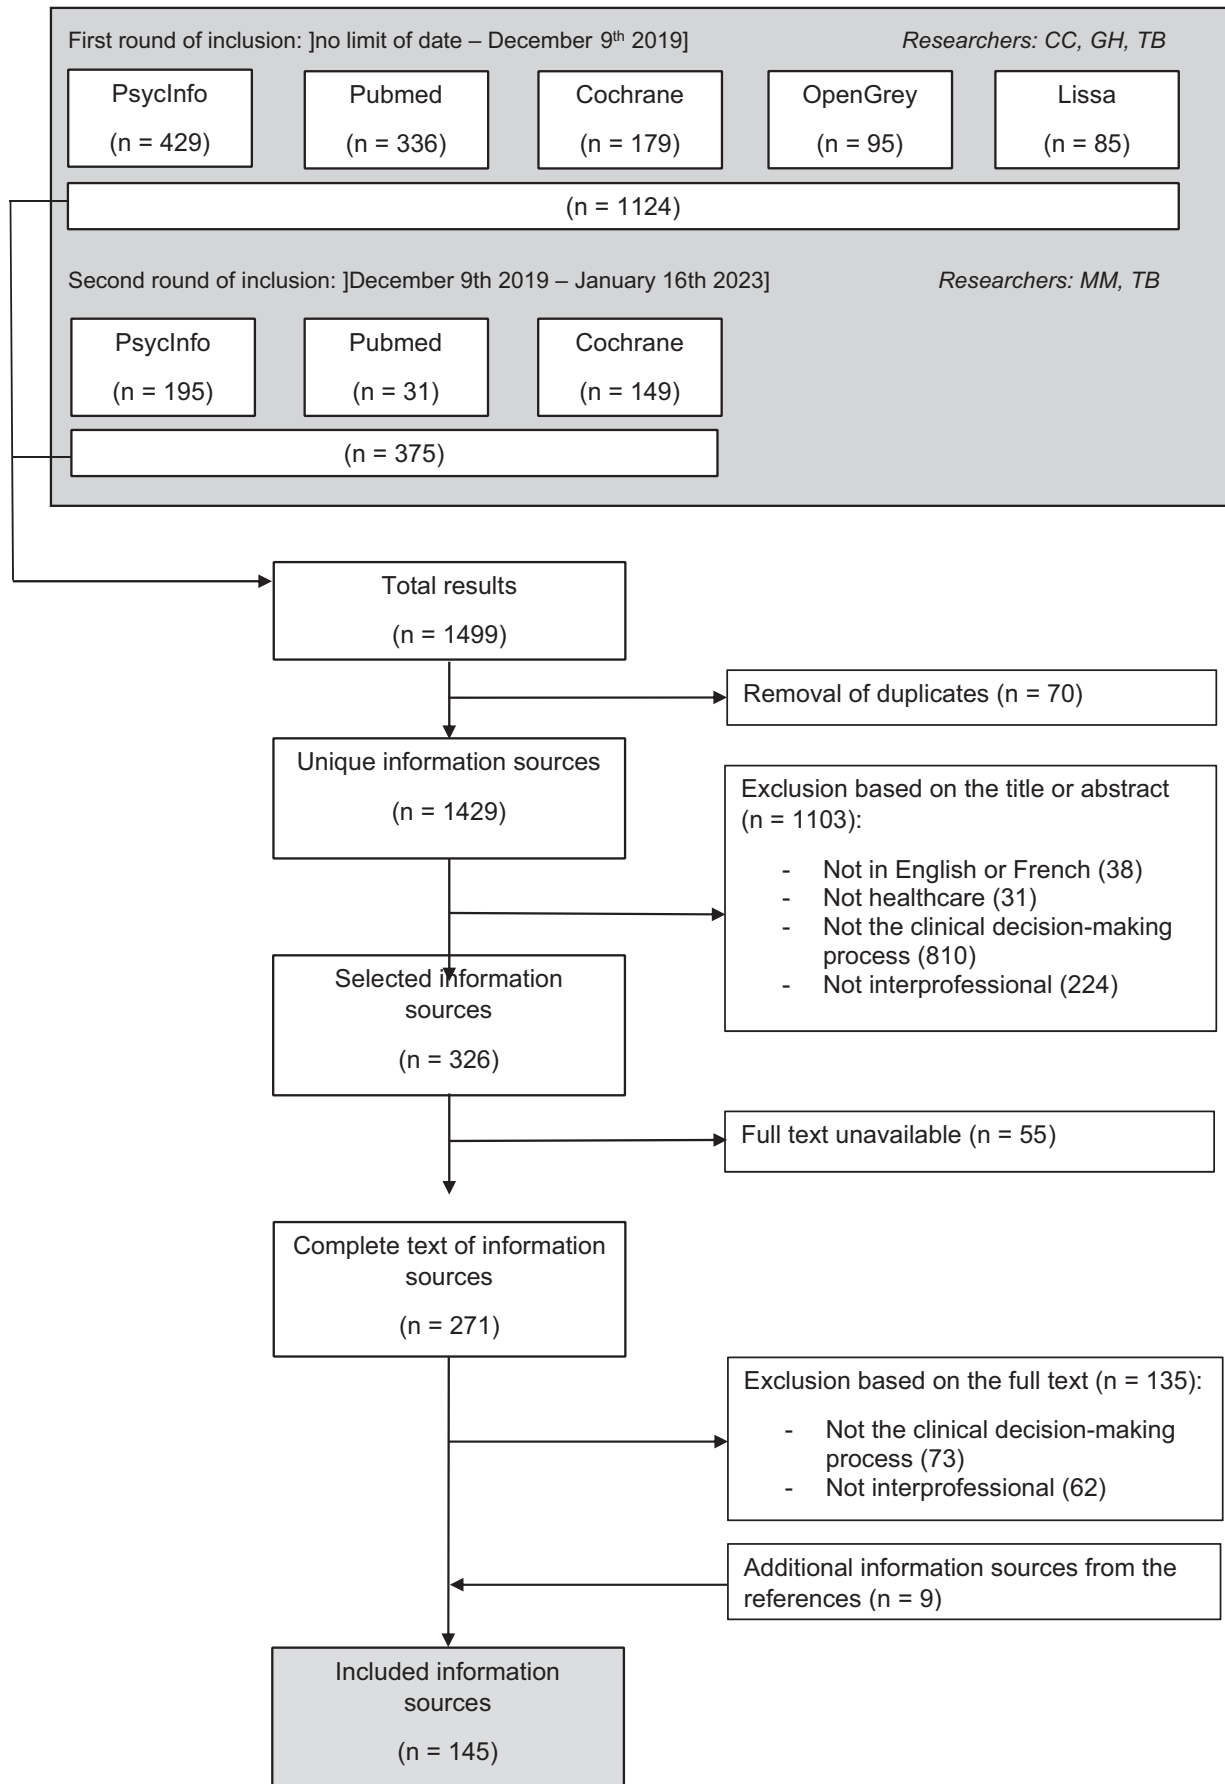 First round of inclusion: ]no limit of date – December 9th 2019]
Researchers: CC, GH, TB
PsycInfo
(n = 429)
Pubmed
(n = 336)
Cochrane
(n = 179)
OpenGrey
(n = 95)
Lissa
(n = 85)
(n = 1124)
Second round of inclusion: ]December 9th 2019 – January 16th 2023]
Researchers: MM, TB
PsycInfo
(n = 195)
Pubmed
(n = 31)
Cochrane
(n = 149)
(n = 375)
Total results
(n = 1499)
Removal of duplicates (n = 70)
Unique information sources
(n = 1429)
Exclusion based on the title or abstract
(n = 1103):
- Not in English or French (38)
- Not healthcare (31)
- Not the clinical decision-making
process (810)
- Not interprofessional (224)
Selected information
sources
(n = 326)
Full text unavailable (n = 55)
Complete text of information
sources
(n = 271)
Exclusion based on the full text (n = 135):
- Not the clinical decision-making
process (73)
- Not interprofessional (62)
Additional information sources from the
references (n = 9)
Included information
sources
(n = 145)